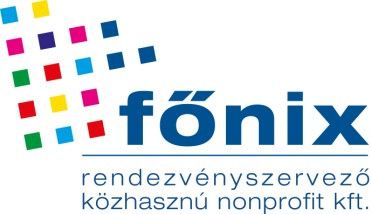 főnix
rendezvényszervező
közhasznú nonprofit kft.